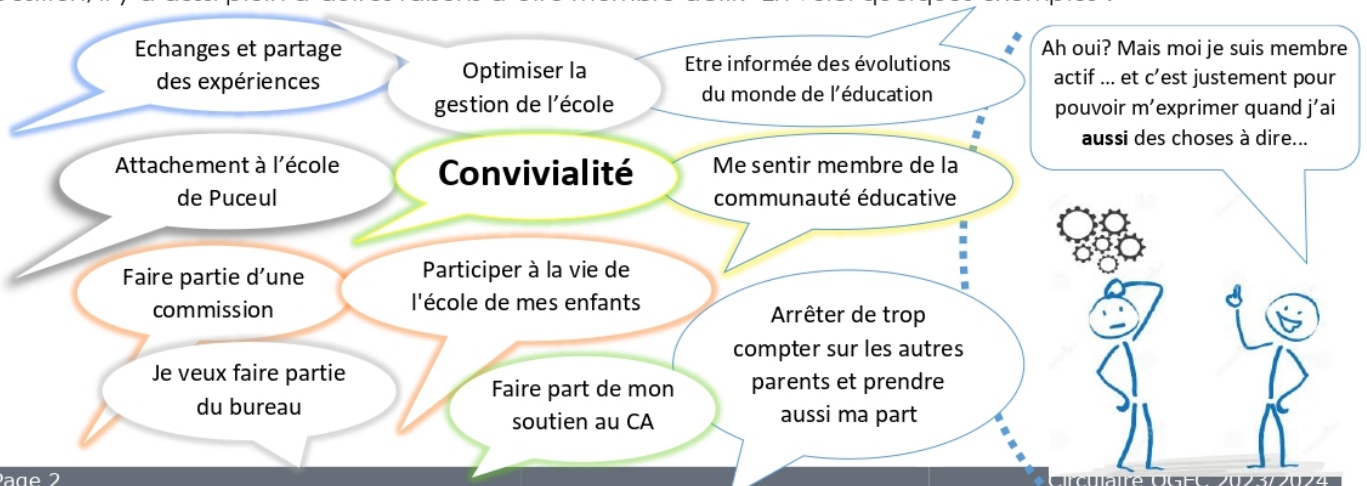 Echanges et partage
des expériences
Optimiser la
gestion de l'école
Etre informée des évolutions
du monde de l'éducation
Ah oui? Mais moi je suis membre
actif ... et c'est justement pour
pouvoir m'exprimer quand j'ai
aussi des choses à dire...
Attachement à l'école
de Puceul
Convivialité
Me sentir membre de la
communauté éducative
Faire partie d'une
commission
Participer à la vie de
l'école de mes enfants
Arrêter de trop
compter sur les autres
parents et prendre
aussi ma part
Je veux faire partie
du bureau
Faire part de mon
soutien au CA
Page 2
Circulaire OGEC 2023/2024